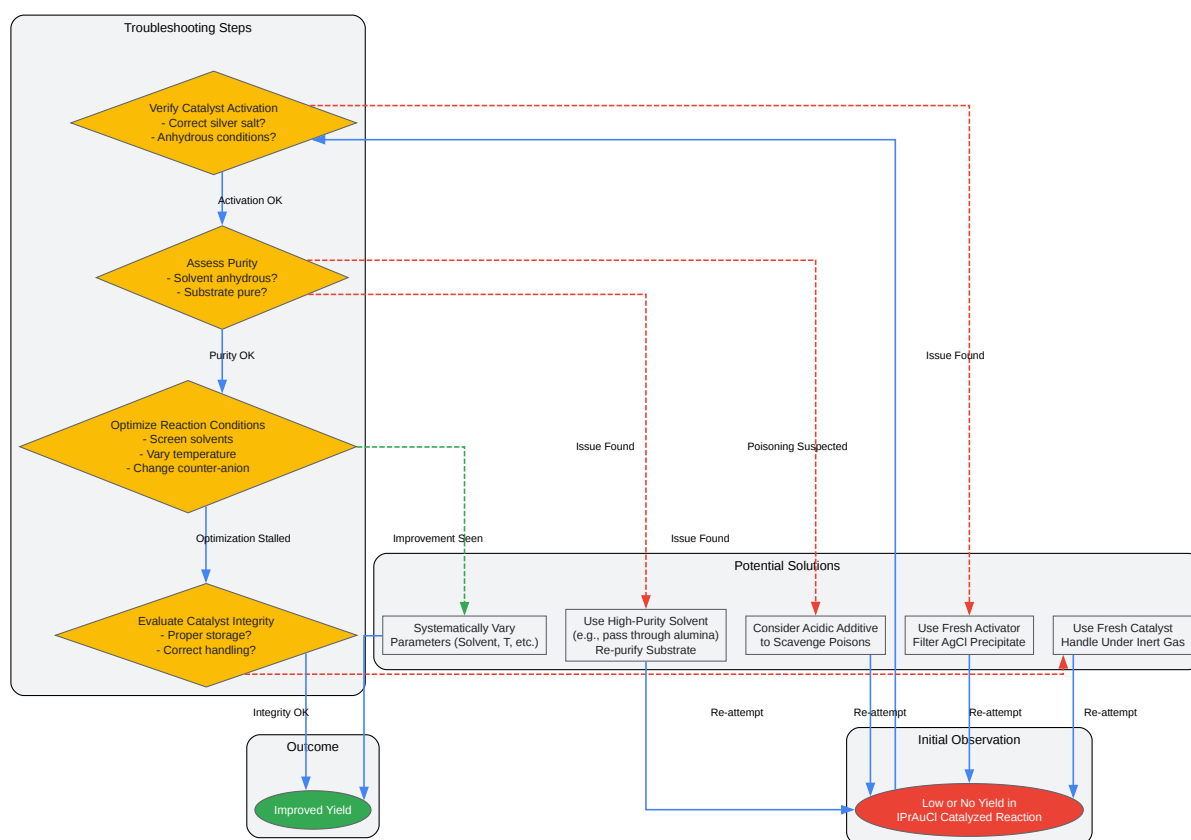 Troubleshooting Steps
Verify Catalyst Activation
- Correct silver salt?
- Anhydrous conditions?
Activation OK
Assess Purity
- Solvent anhydrous?
- Substrate pure?
Purity OK
Issue Found
Optimize Reaction Conditions
- Screen solvents
- Vary temperature
- Change counter-anion
Issue Found
Poisoning Suspected
Optimization Stalled
Improvement Seen
Issue Found
Potential Solutions
Evaluate Catalyst Integrity
- Proper storage?
- Correct handling?
Systematically Vary
Parameters (Solvent, T, etc.)
Use High-Purity Solvent
(e.g., pass through alumina)
Re-purify Substrate
Consider Acidic Additive
to Scavenge Poisons
Use Fresh Activator
Filter AgCl Precipitate
Use Fresh Catalyst
Handle Under Inert Gas
Integrity OK
Re-attempt
Re-attempt
Re-attempt
Re-attempt
Outcome
Improved Yield
Initial Observation
Low or No Yield in
IPrAuCl Catalyzed Reaction